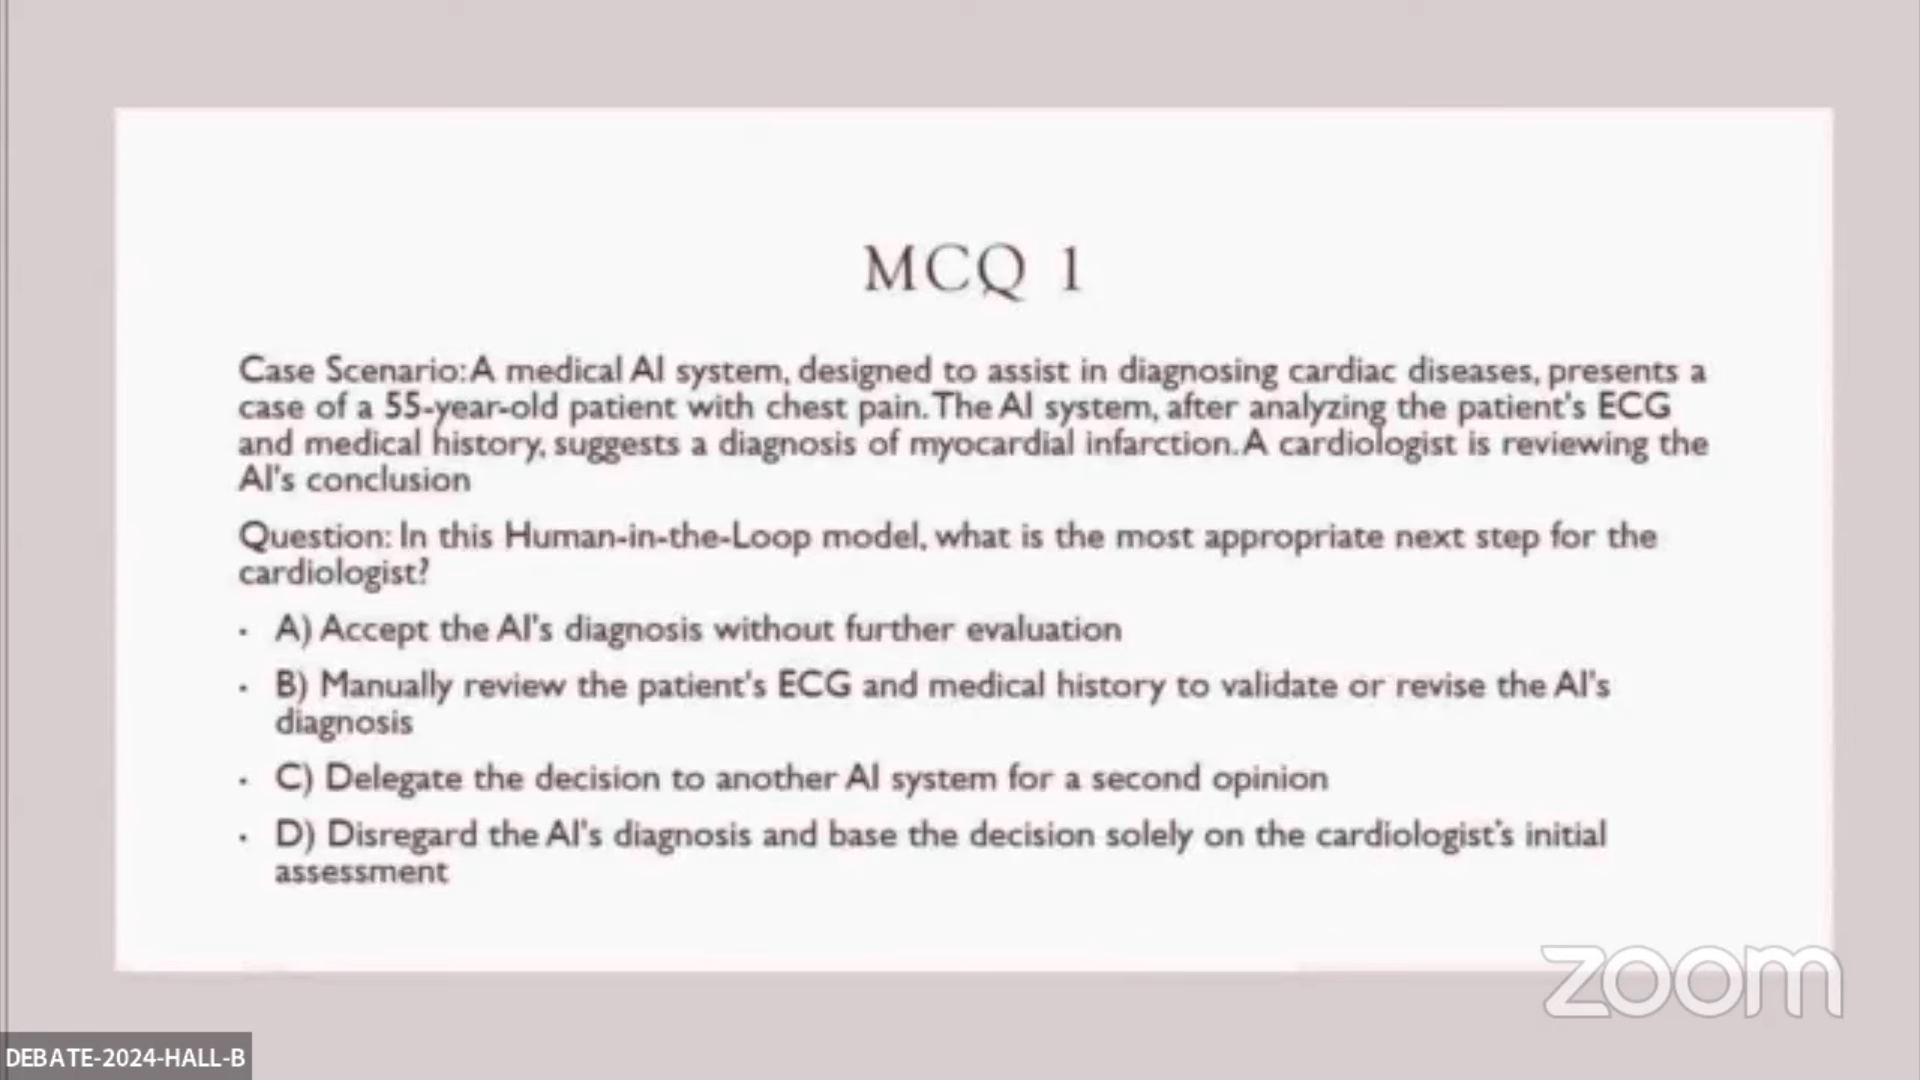 MCQ 1
Case Scenario: A medical AI system, designed to assist in diagnosing cardiac diseases, presents a
case of a 55-year-old patient with chest pain. The AI system, after analyzing the patient's ECG
and medical history, suggests a diagnosis of myocardial infarction. A cardiologist is reviewing the
AI's conclusion
Question: In this Human-in-the-Loop model, what is the most appropriate next step for the
cardiologist?
• A) Accept the AI's diagnosis without further evaluation
• B) Manually review the patient's ECG and medical history to validate or revise the AI's
diagnosis
• C) Delegate the decision to another AI system for a second opinion
• D) Disregard the AI's diagnosis and base the decision solely on the cardiologist's initial
assessment
zoom
DEBATE-2024-HALL-B